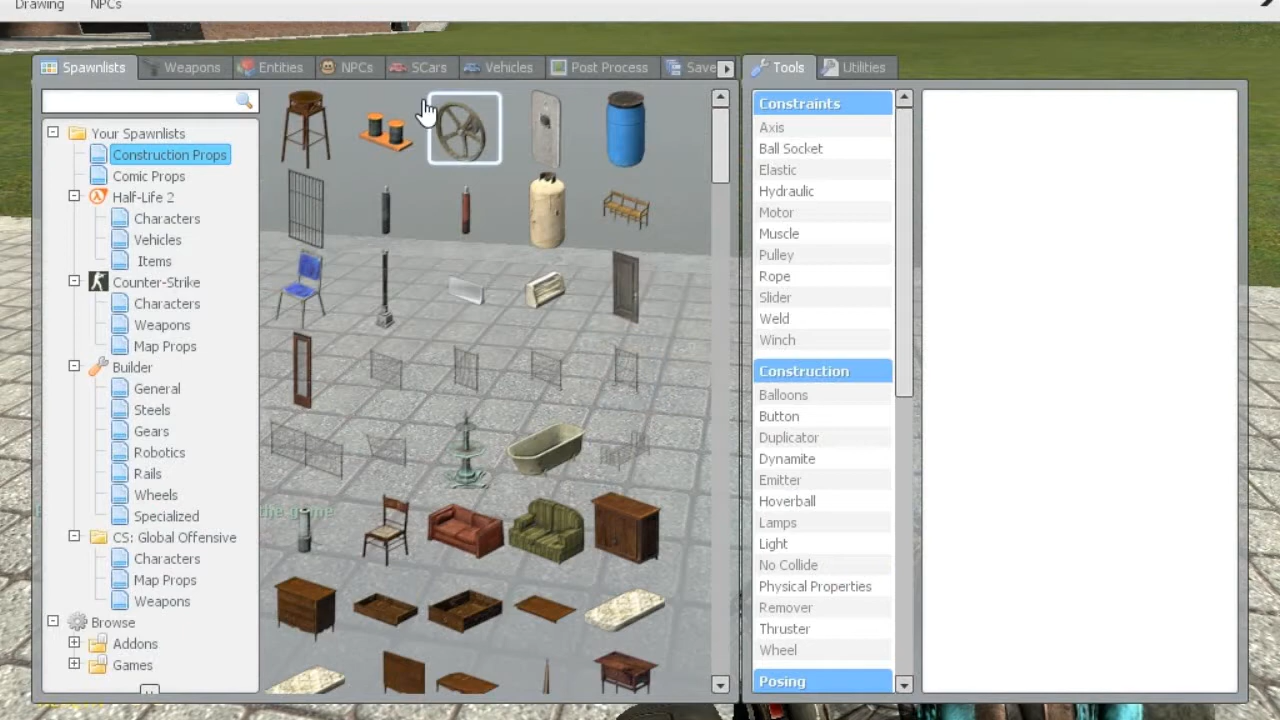 Drawing NPCs
Spawnlists Weapons Entities NPCs SCars Vehicles Post Process Save Tools Utilities
Your Spawnlists
Construction Props
Comic Props
Half-Life 2
Characters
Vehicles
Items
Counter-Strike
Characters
Weapons
Map Props
Builder
General
Steels
Gears
Robotics
Rails
Wheels
Specialized
CS: Global Offensive
Characters
Map Props
Weapons
Browse
Addons
Games
the game
Constraints
Axis
Ball Socket
Elastic
Hydraulic
Motor
Muscle
Pulley
Rope
Slider
Weld
Winch
Construction
Balloons
Button
Duplicator
Dynamite
Emitter
Hoverball
Lamps
Light
No Collide
Physical Properties
Remover
Thruster
Wheel
Posing